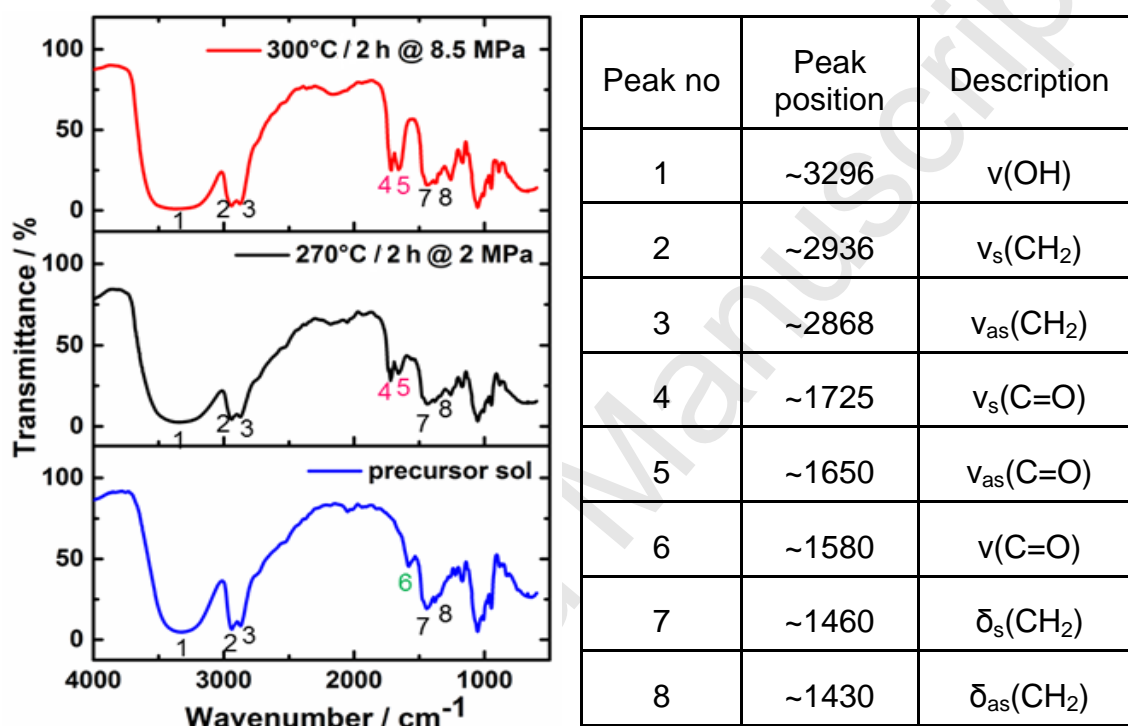 100
50
0
300°C / 2 h @ 8.5 MPa
1
2
3
4
5
7
8
100
50
0
270°C / 2 h @ 2 MPa
1
2
3
4
5
7
8
100
50
0
precursor sol
1
2
3
6
7
8
Transmittance / %
4000 3000 2000 1000
Wavenumber / cm⁻¹
Peak no Peak position Description
1 ~3296 ν(OH)
2 ~2936 νₛ(CH₂)
3 ~2868 νₐₛ(CH₂)
4 ~1725 νₛ(C=O)
5 ~1650 νₐₛ(C=O)
6 ~1580 ν(C=O)
7 ~1460 δₛ(CH₂)
8 ~1430 δₐₛ(CH₂)
Manuscrip